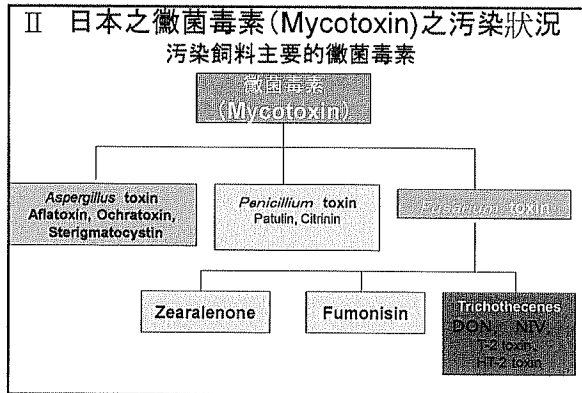 Ⅱ 日本之黴菌毒素(Mycotoxin)之汚染狀況
汚染飼料主要的黴菌毒素
黴菌毒素
(Mycotoxin)
Aspergillus toxin
Aflatoxin, Ochratoxin,
Sterigmatocystin
Penicillium toxin
Patulin, Citrinin
Fusarium toxin
Zearalenone
Fumonisin
Trichothecenes
DON, NIV,
T-2 toxin,
HT-2 toxin